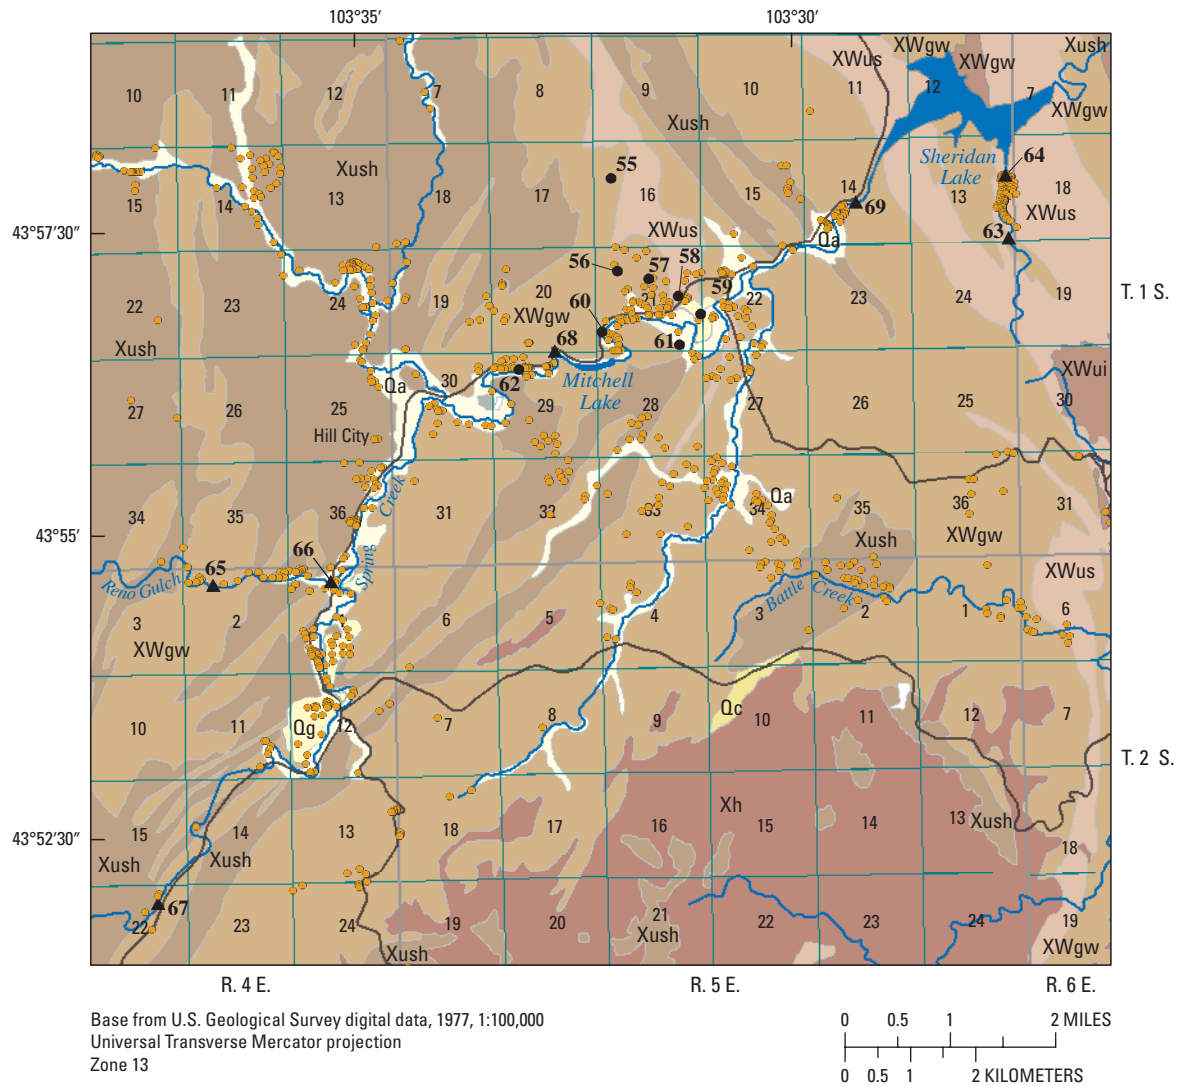 103°35' 103°30'
XWgw Xush
XWus XWgw
10 11 12 7 8 9 10 11 12 7
XWgw
Xush
Sheridan
Lake
64
Xush 55
15 14 13 18 17 16 15 14 13 18
69
XWus
43°57'30" XWus 63
Qa
56 57 58
22 23 24 19 20 21 22 23 24 19 T. 1 S.
59
60 XWgw
68 61
Xush
Qa 30 62 Mitchell
Lake
XWui
27 26 25 29 28 27 26 25 30
Hill City
Creek
Qa
34 35 36 31 32 33 34 35 36 31
43°55' XWgw
Xush
66
65 Spring
XWus
Reno Gulch
Battle Creek
3 2 6 5 4 3 2 1 6
XWgw
Qc
10 11 Qg 12 7 8 9 10 11 12 7
T. 2 S.
Xh
15 14 13 18 17 16 15 14 13 Xush
43°52'30" 18
Xush Xush
67
22 23 24 19 20 21 22 23 24 19
Xush Xush XWgw
R. 4 E. R. 5 E. R. 6 E.
Base from U.S. Geological Survey digital data, 1977, 1:100,000
Universal Transverse Mercator projection
Zone 13
0 0.5 1 2 MILES
0 0.5 1 2 KILOMETERS